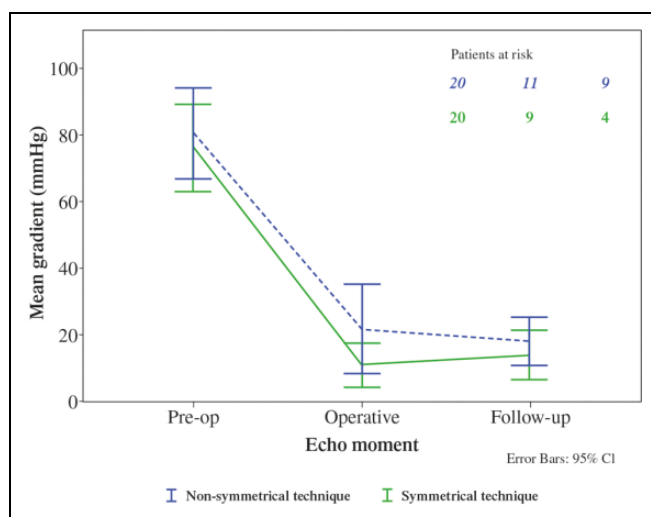 Patients at risk
20 11 9
20 9 4
100
80
60
40
20
0
Mean gradient (mmHg)
Pre-op Operative Follow-up
Echo moment
Error Bars: 95% Cl
Non-symmetrical technique Symmetrical technique